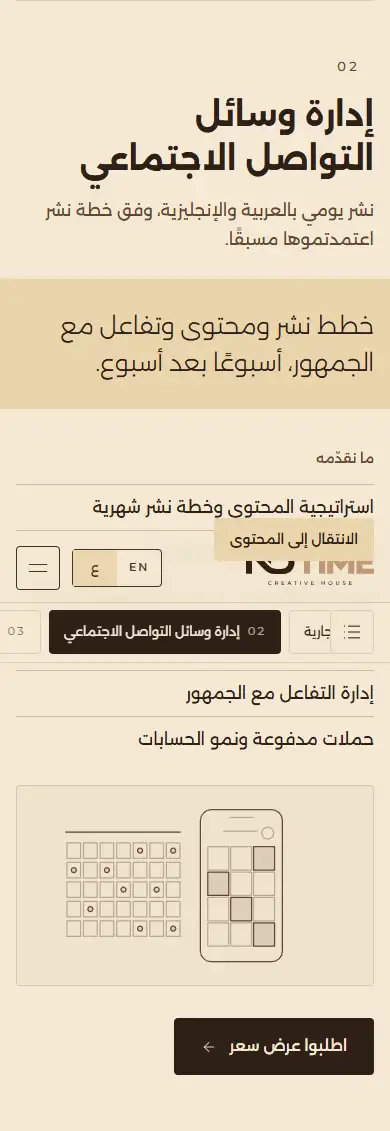 02
إدارة وسائل
التواصل الاجتماعي
نشر يومي بالعربية والإنجليزية، وفق خطة نشر
اعتمدتموها مسبقًا.
خطط نشر ومحتوى وتفاعل مع
الجمهور، أسبوعًا بعد أسبوع.
ما نقدّمه
استراتيجية المحتوى وخطة نشر شهرية
الانتقال إلى المحتوى
TIME
CREATIVE HOUSE
EN
ع
02 إدارة وسائل التواصل الاجتماعي
03
إدارة التفاعل مع الجمهور
حملات مدفوعة ونمو الحسابات
اطلبوا عرض سعر ←